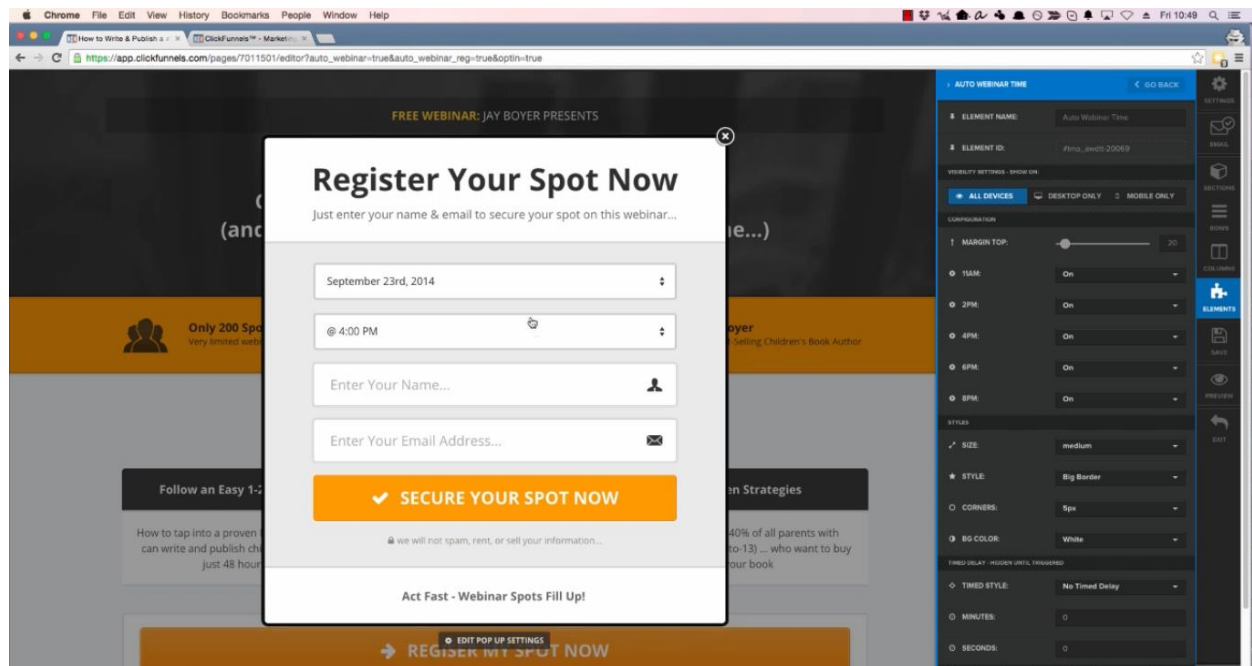 Chrome File Edit View History Bookmarks People Window Help
Fri 10:49
How to Write & Publish a
ClickFunnels™ - Marketing
https://app.clickfunnels.com/pages/7011501/editor?auto_webinar=true&auto_webinar_reg=true&optin=true
FREE WEBINAR: JAY BOYER PRESENTS
(and
e...)
Only 200 Spo
Very limited webi
oyer
-Selling Children's Book Author
Follow an Easy 1-2
How to tap into a proven
can write and publish chi
just 48 hour
en Strategies
40% of all parents with
to-13) ... who want to buy
our book
REGISER MY SPOT NOW
Register Your Spot Now
Just enter your name & email to secure your spot on this webinar...
September 23rd, 2014
@ 4:00 PM
Enter Your Name...
Enter Your Email Address...
SECURE YOUR SPOT NOW
we will not spam, rent, or sell your information...
Act Fast - Webinar Spots Fill Up!
EDIT POP UP SETTINGS
AUTO WEBINAR TIME
GO BACK
ELEMENT NAME: Auto Webinar Time
ELEMENT ID:
VISIBILITY SETTINGS - SHOW ON:
ALL DEVICES DESKTOP ONLY MOBILE ONLY
CONFIGURATION
MARGIN TOP: 20
11AM: On
2PM: On
4PM: On
6PM: On
8PM: On
STYLES
SIZE: medium
STYLE: Big Border
CORNERS: 5px
BG COLOR: White
TIMED DELAY - HIDDEN UNTIL TRIGGERED
TIMED STYLE: No Timed Delay
MINUTES: 0
SECONDS: 0
SETTINGS
EMAIL
SECTIONS
ROWS
COLUMNS
ELEMENTS
SAVE
PREVIEW
EXIT